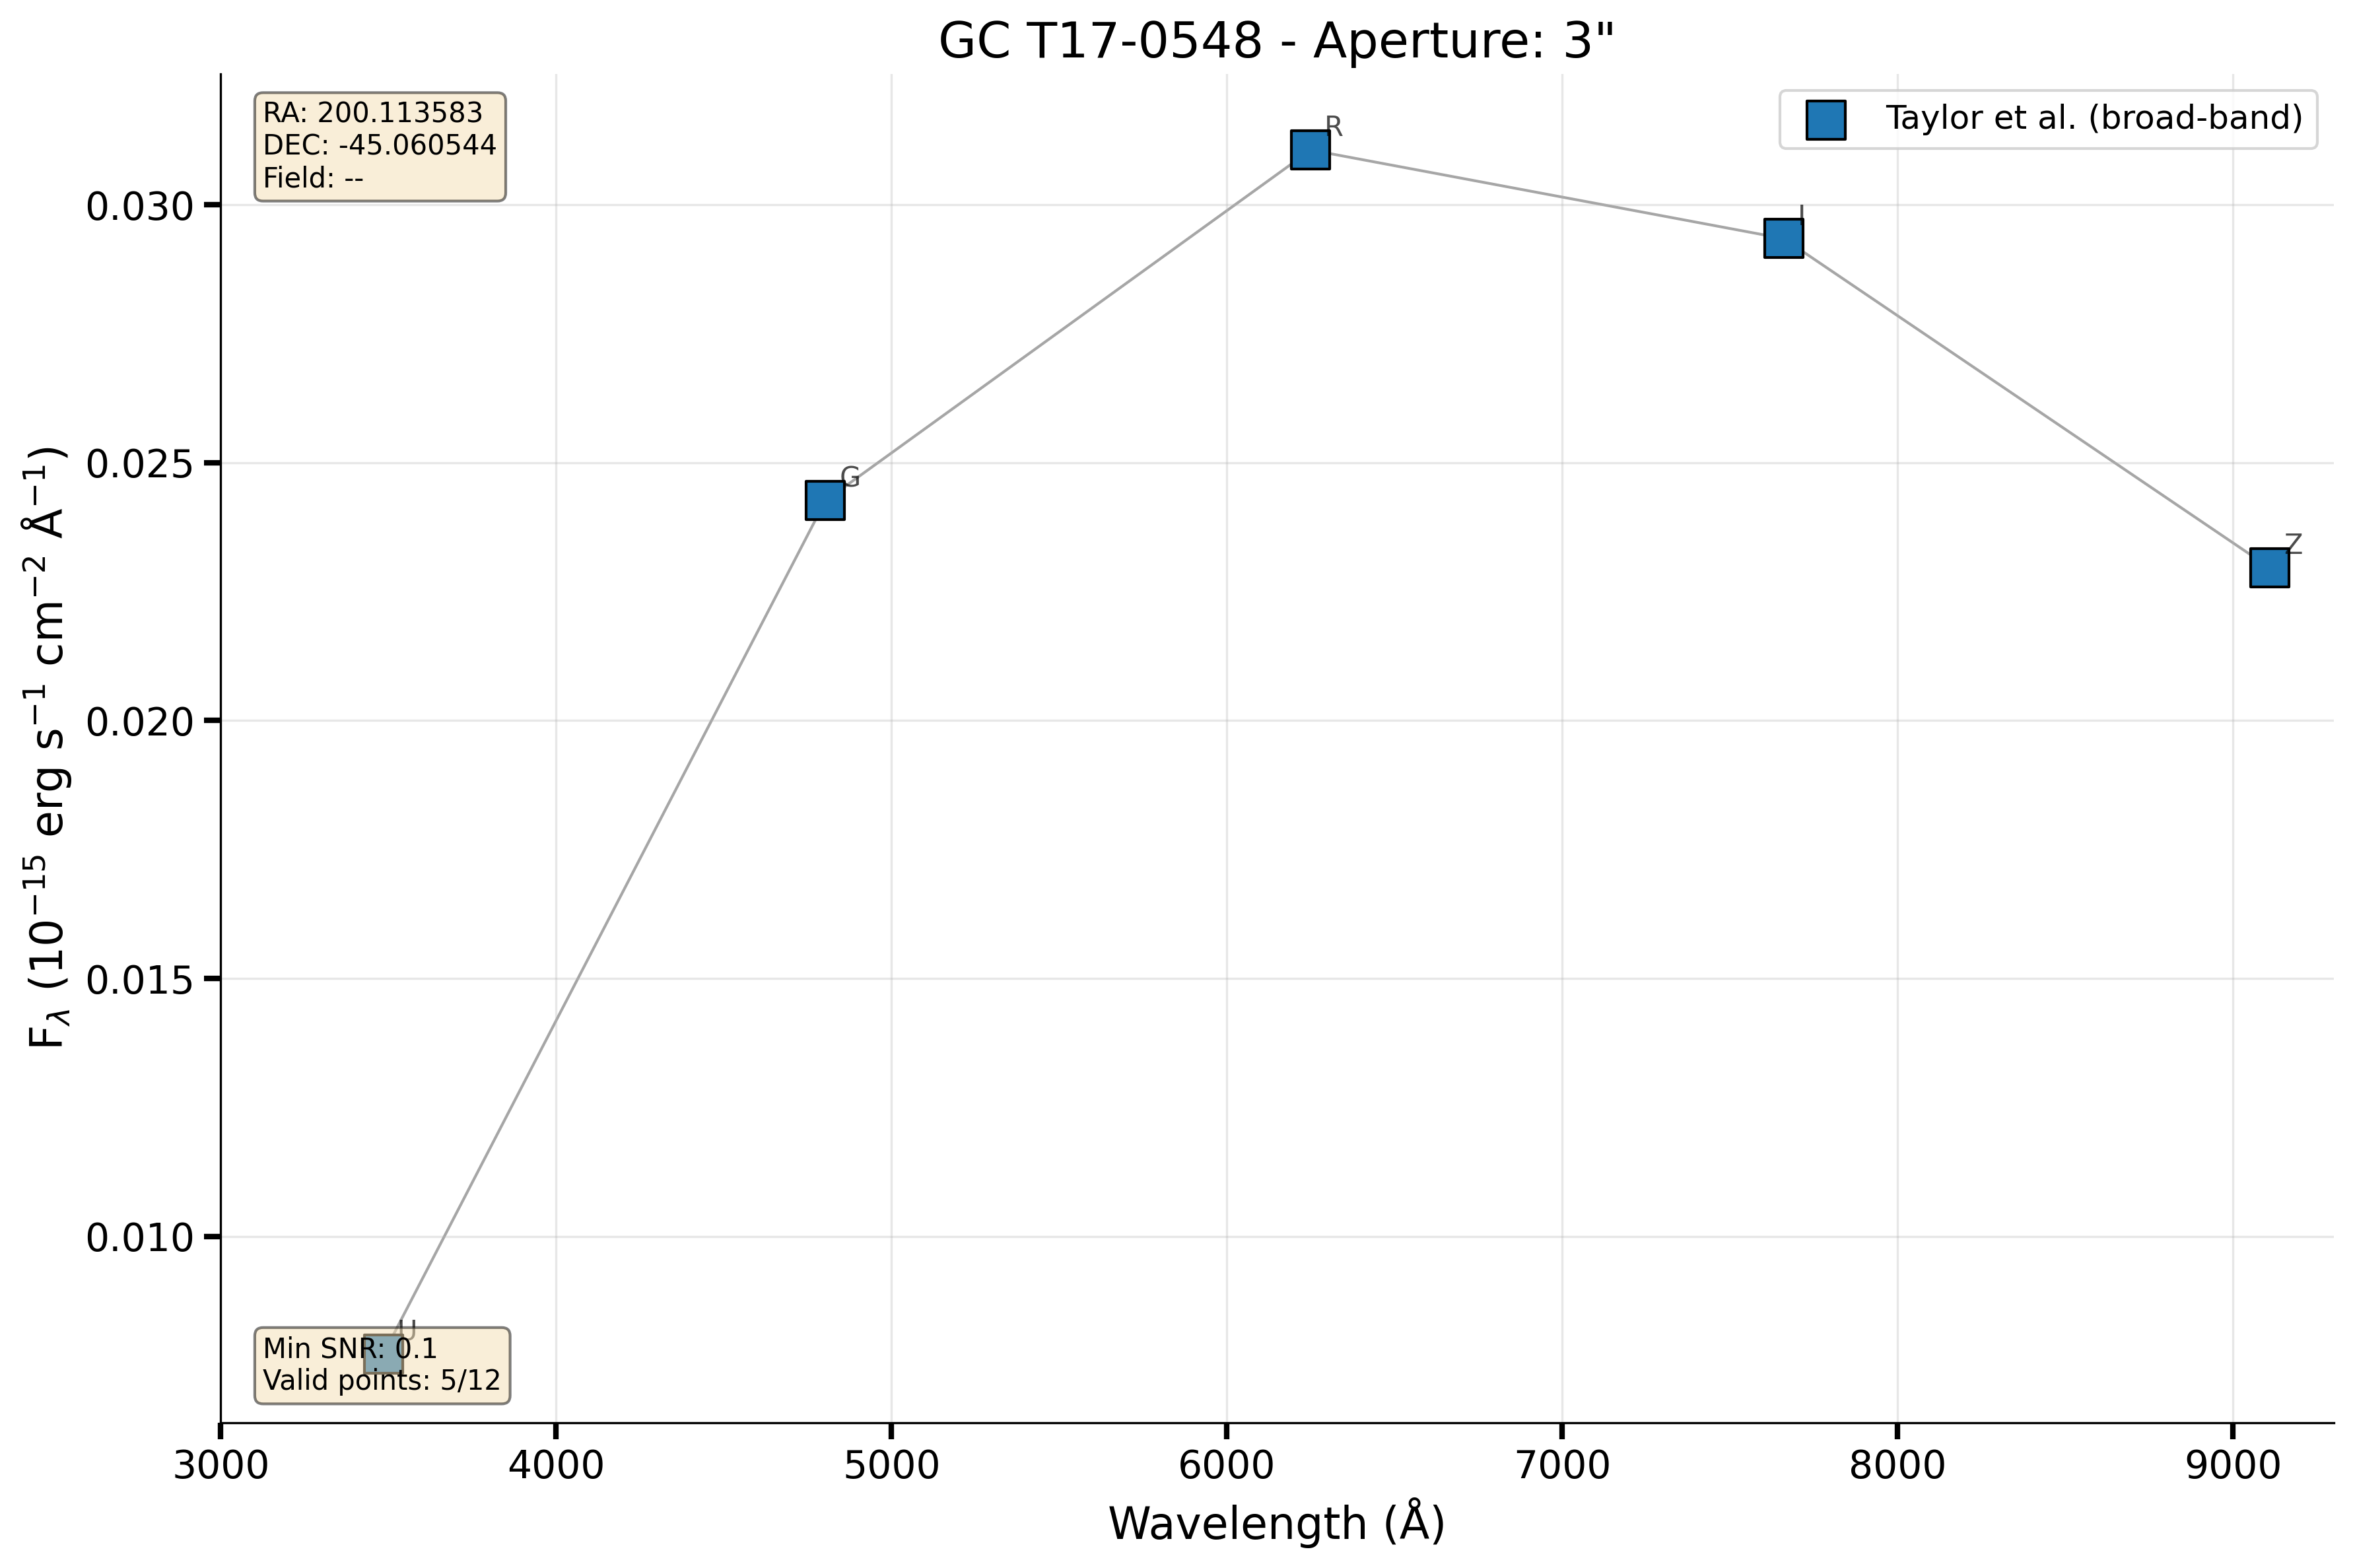 GC T17-0548 - Aperture: 3"
RA: 200.113583
DEC: -45.060544
Field: --
Taylor et al. (broad-band)
R
I
G
Z
U
Min SNR: 0.1
Valid points: 5/12
0.030
0.025
0.020
0.015
0.010
F_λ (10⁻¹⁵ erg s⁻¹ cm⁻² Å⁻¹)
3000 4000 5000 6000 7000 8000 9000
Wavelength (Å)